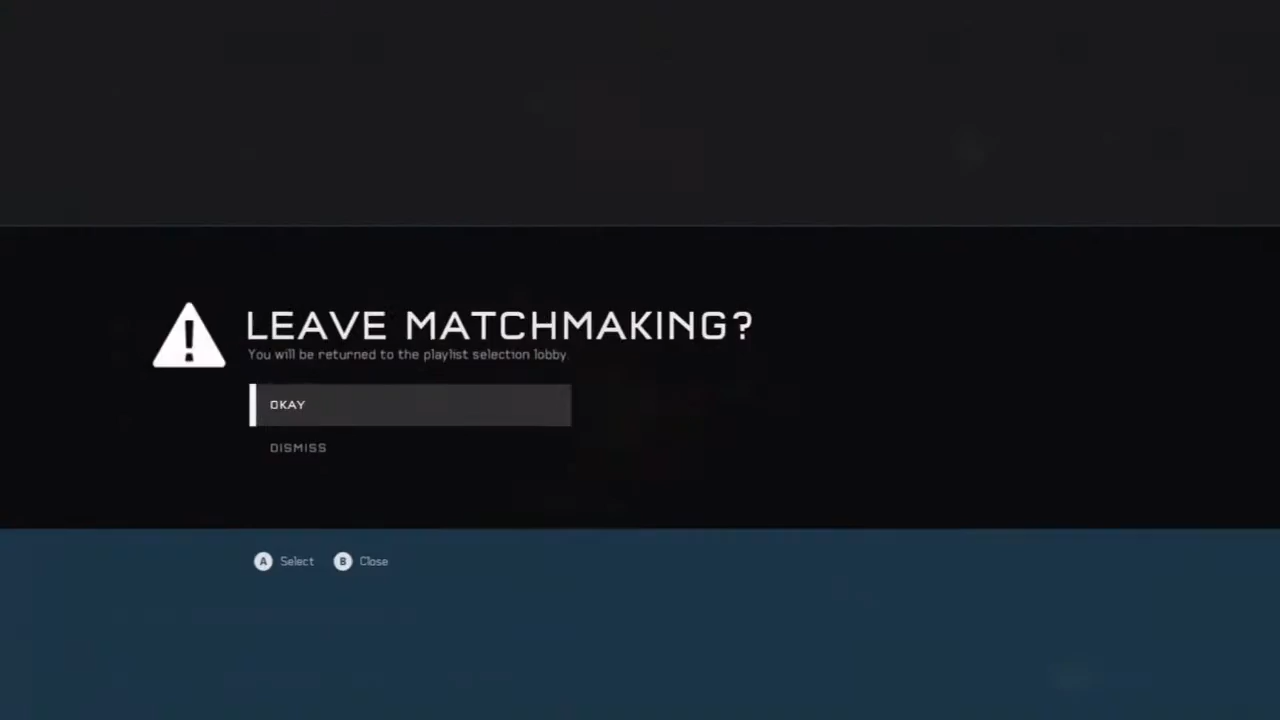 LEAVE MATCHMAKING?
You will be returned to the playlist selection lobby.
OKAY
DISMISS
A Select B Close